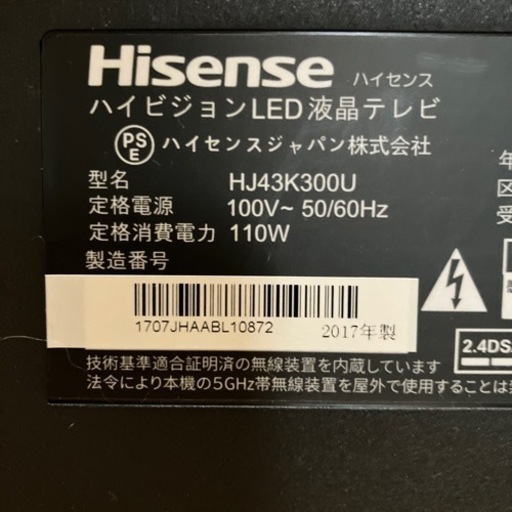 Hisense ハイセンス
ハイビジョンLED液晶テレビ
PSE ハイセンスジャパン株式会社
型名 HJ43K300U
定格電源 100V~ 50/60Hz
定格消費電力 110W
製造番号
1707JHAABL10872 2017年製
技術基準適合証明済の無線装置を内蔵しています
法令により本機の5GHz帯無線装置を屋外で使用することは
年
区
受
2.4DS